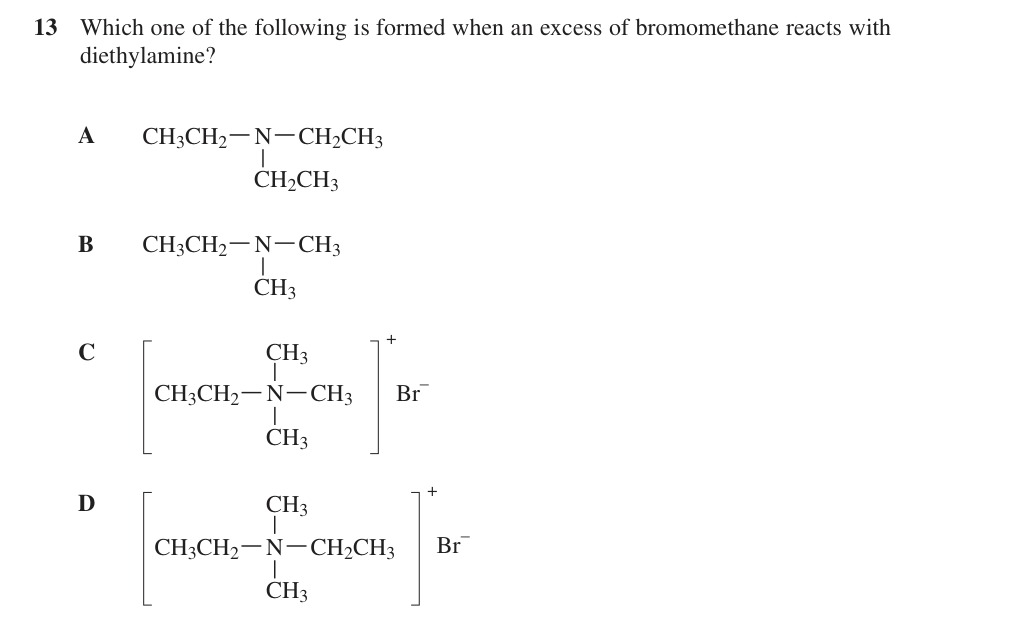 13 Which one of the following is formed when an excess of bromomethane reacts with
diethylamine?
A CH₃CH₂—N—CH₂CH₃
CH₂CH₃
B CH₃CH₂—N—CH₃
CH₃
C CH₃ +
CH₃CH₂—N—CH₃ Br⁻
CH₃
D CH₃ +
CH₃CH₂—N—CH₂CH₃ Br⁻
CH₃